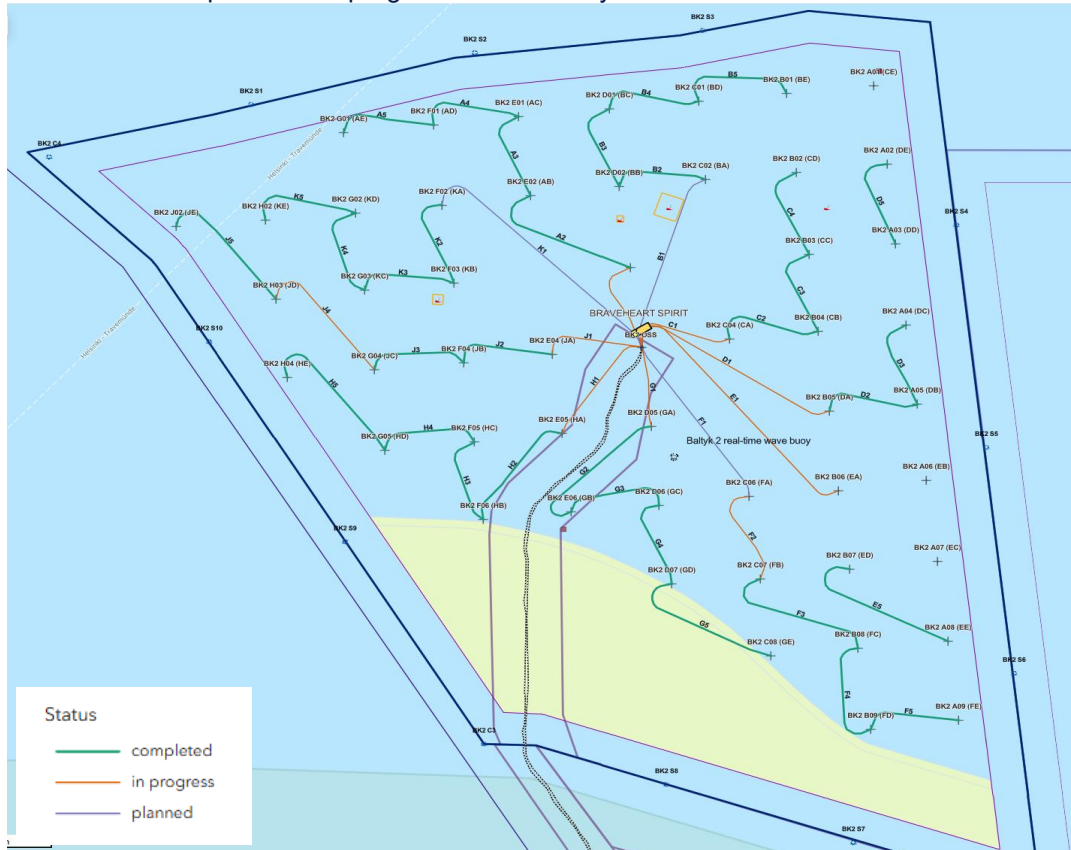 BK2 S3
BK2 S2
BK2 S1
BK2 C4
BK2 S4
BK2 S10
BK2 S5
BK2 S9
BK2 S6
BK2 C3
BK2 S8
BK2 S7
Helsinki - Travemünde
Helsinki - Travemünde
BK2 G01 (AE)
A5
BK2 F01 (AD)
A4
BK2 E01 (AC)
A3
BK2 E02 (AB)
A2
BK2 D01 (BC)
B4
BK2 C01 (BD)
B5
BK2 B01 (BE)
B3
BK2 D02 (BB)
B2
BK2 C02 (BA)
B1
BK2 B02 (CD)
C4
BK2 B03 (CC)
C3
BK2 B04 (CB)
C2
BK2 C04 (CA)
C1
BK2 A02 (DE)
D5
BK2 A03 (DD)
BK2 A04 (DC)
D3
BK2 A05 (DB)
D2
BK2 B05 (DA)
D1
BK2 J02 (JE)
J5
BK2 H03 (JD)
J4
BK2 G04 (JC)
J3
BK2 F04 (JB)
J2
BK2 E04 (JA)
J1
BK2 H02 (KE)
K5
BK2 G02 (KD)
K4
BK2 G03 (KC)
K3
BK2 F03 (KB)
K2
BK2 F02 (KA)
K1
BRAVEHEART SPIRIT
BK2 H04 (HE)
H5
BK2 G05 (HD)
H4
BK2 F05 (HC)
H3
BK2 F06 (HB)
H2
BK2 E05 (HA)
H1
BK2 D05 (GA)
G1
G2
BK2 E06 (GB)
G3
BK2 D06 (GC)
G4
BK2 D07 (GD)
G5
BK2 C08 (GE)
Baltyk 2 real-time wave buoy
F1
BK2 C06 (FA)
F2
BK2 C07 (FB)
F3
BK2 B08 (FC)
F4
BK2 B09 (FD)
F5
BK2 A09 (FE)
E1
BK2 B06 (EA)
BK2 A06 (EB)
BK2 A07 (EC)
BK2 B07 (ED)
E5
BK2 A08 (EE)
Status
completed
in progress
planned